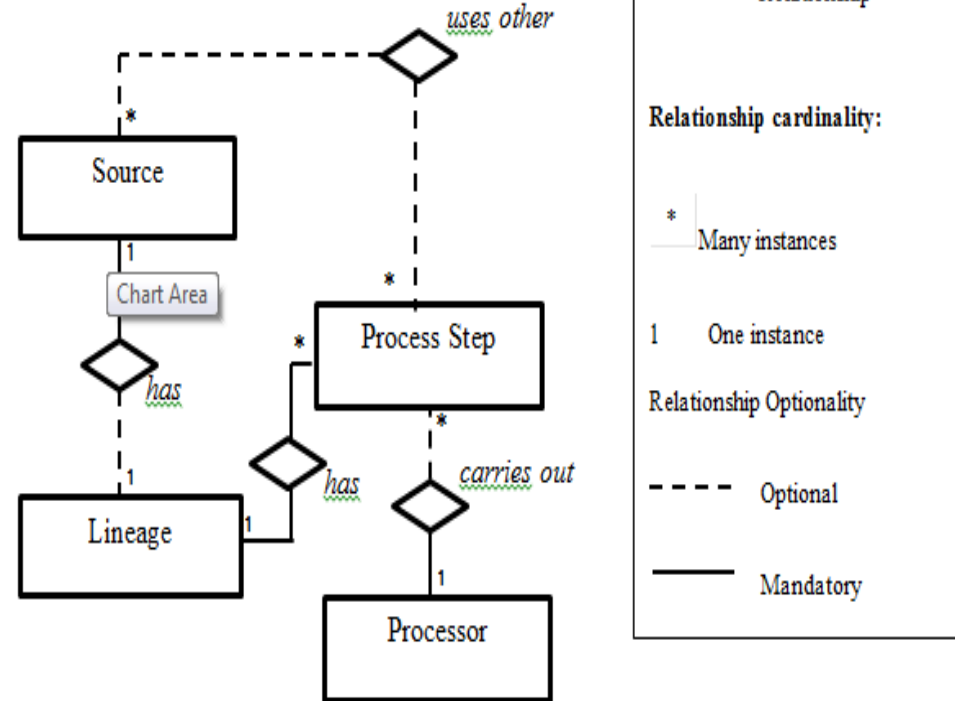 uses other
*
Source
1
Chart Area
has
1
Lineage
*
Process Step
*
has
1
*
carries out
1
Processor
Relationship cardinality:
* Many instances
1 One instance
Relationship Optionality
Optional
Mandatory